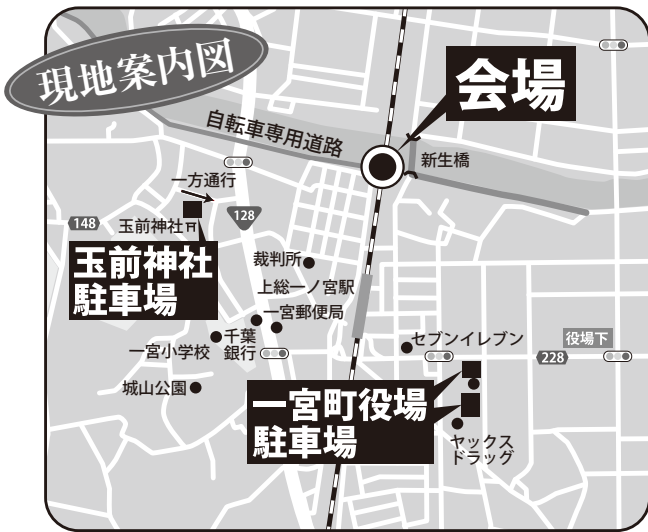 現地案内図
会場
自転車専用道路
新生橋
一方通行
148
玉前神社
128
玉前神社
駐車場
裁判所
上総一ノ宮駅
一宮郵便局
千葉
銀行
一宮小学校
セブンイレブン
役場下
228
城山公園
一宮町役場
駐車場
ヤックス
ドラッグ